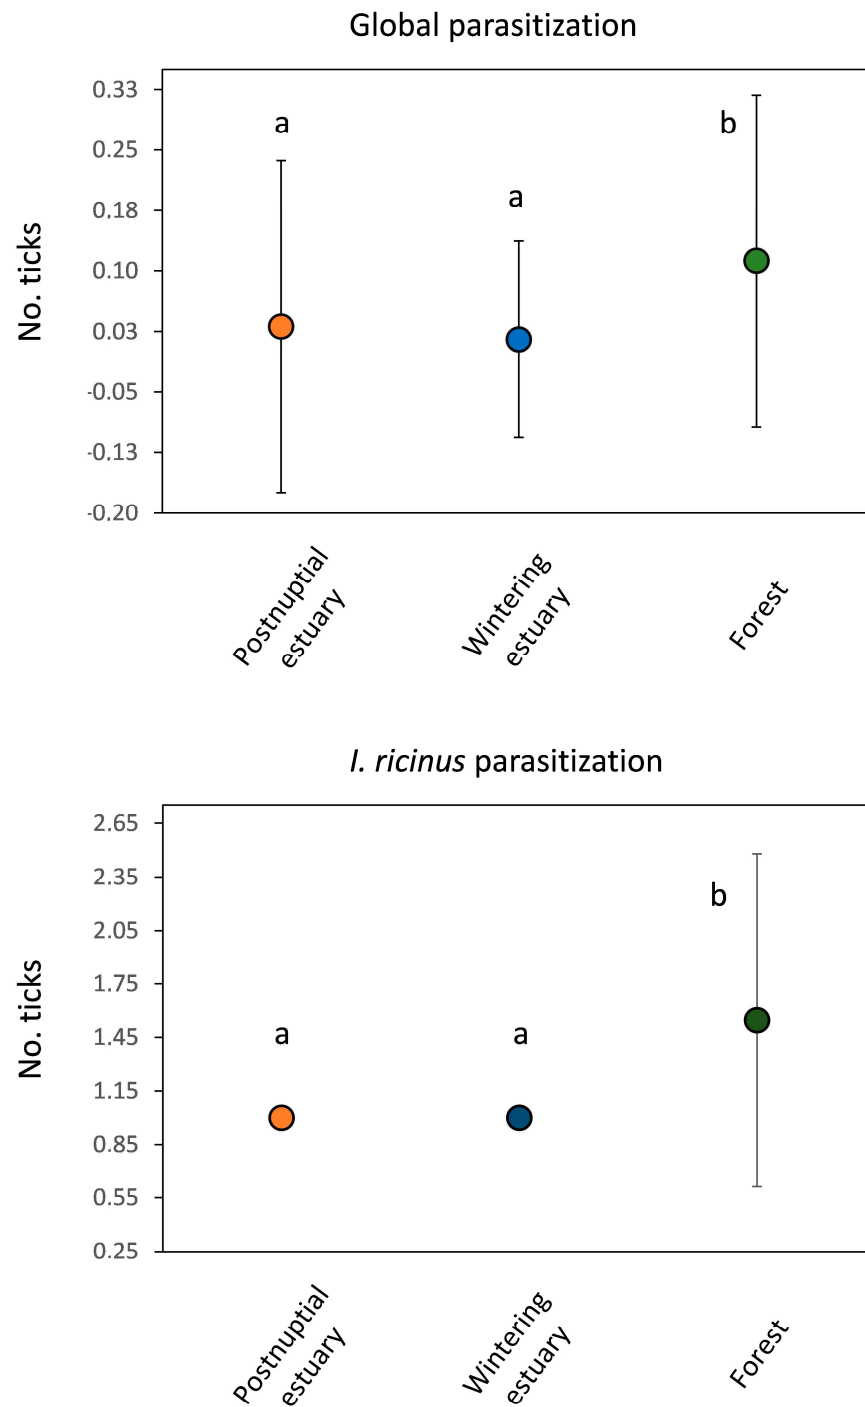 Global parasitization
No. ticks
0.33
0.25
0.18
0.10
0.03
-0.05
-0.13
-0.20
a
a
b
Postnuptial
estuary
Wintering
estuary
Forest
I. ricinus parasitization
No. ticks
2.65
2.35
2.05
1.75
1.45
1.15
0.85
0.55
0.25
a
a
b
Postnuptial
estuary
Wintering
estuary
Forest